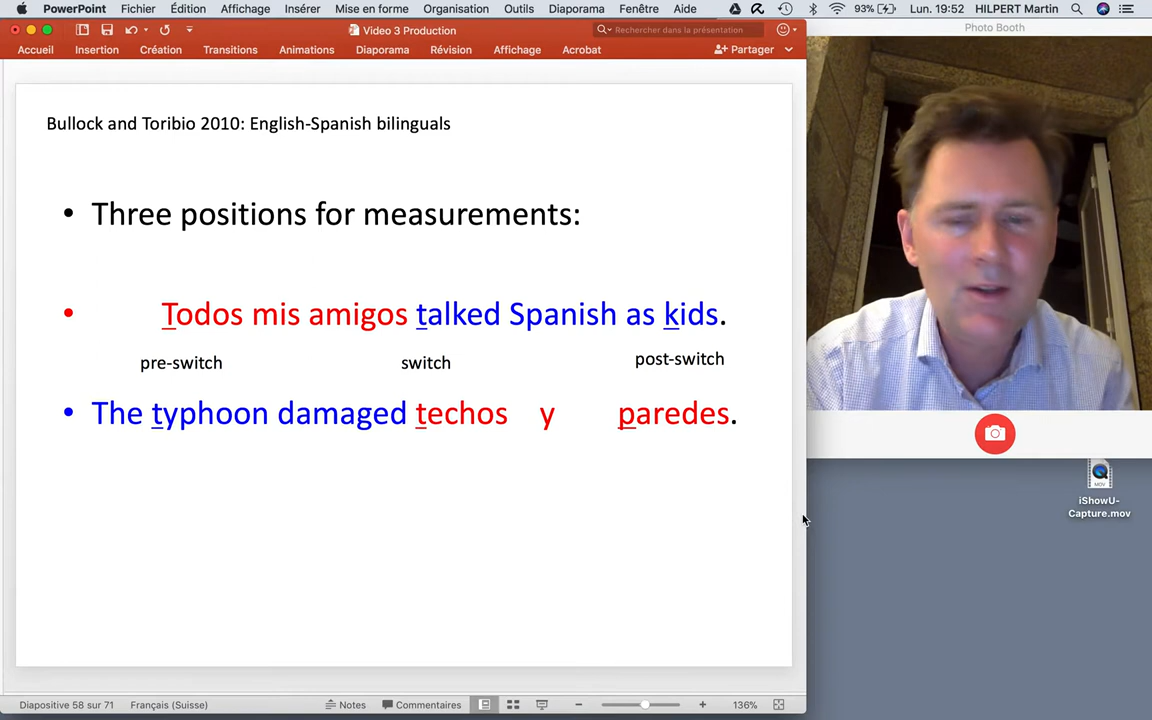 PowerPoint Fichier Édition Affichage Insérer Mise en forme Organisation Outils Diaporama Fenêtre Aide 93% Lun. 19:52 HILPERT Martin
Video 3 Production
Rechercher dans la présentation
Photo Booth
Accueil Insertion Création Transitions Animations Diaporama Révision Affichage Acrobat Partager
Bullock and Toribio 2010: English-Spanish bilinguals
• Three positions for measurements:
• Todos mis amigos talked Spanish as kids.
pre-switch switch post-switch
• The typhoon damaged techos y paredes.
MOV
iShowU-
Capture.mov
Diapositive 58 sur 71 Français (Suisse) Notes Commentaires 136%